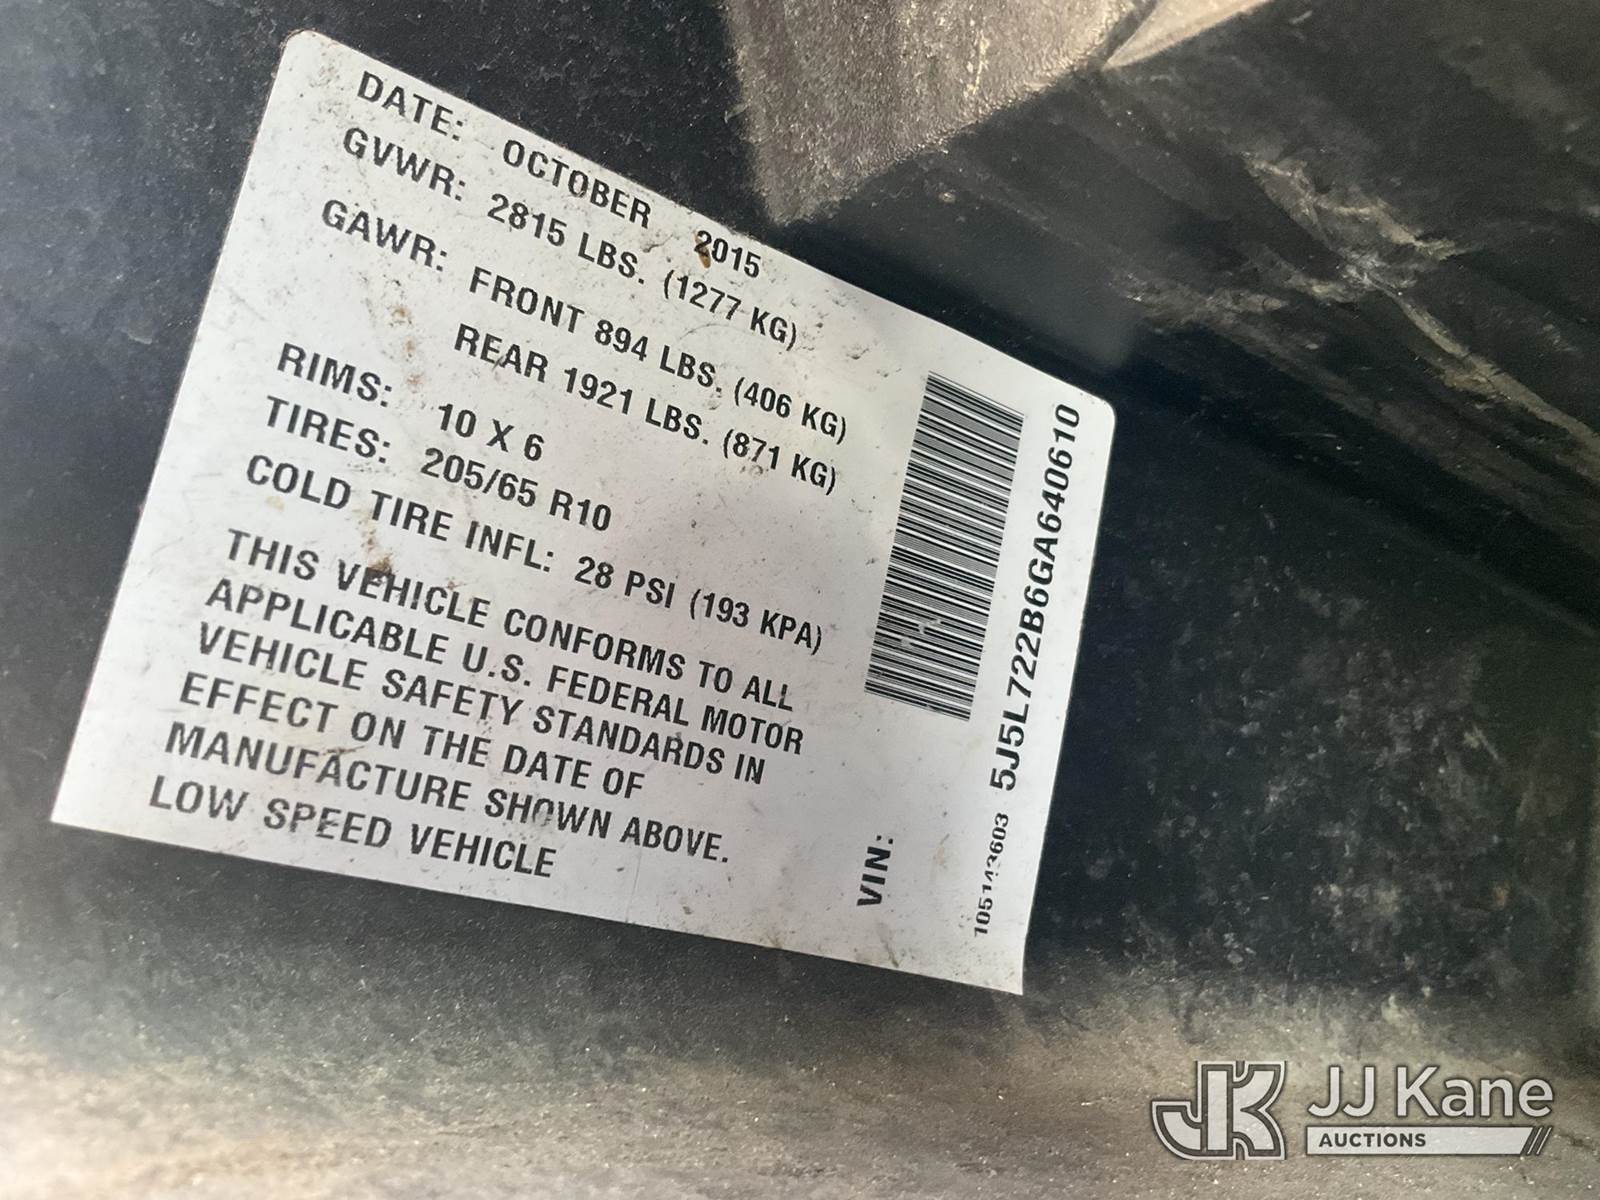 DATE: OCTOBER 2015
GVWR: 2815 LBS. (1277 KG)
GAWR: FRONT 894 LBS. (406 KG)
REAR 1921 LBS. (871 KG)
RIMS: 10 X 6
TIRES: 205/65 R10
COLD TIRE INFL: 28 PSI (193 KPA)
THIS VEHICLE CONFORMS TO ALL
APPLICABLE U.S. FEDERAL MOTOR
VEHICLE SAFETY STANDARDS IN
EFFECT ON THE DATE OF
MANUFACTURE SHOWN ABOVE.
LOW SPEED VEHICLE
VIN:
105143603 5J5L722B6GA640610
JK JJ Kane
AUCTIONS